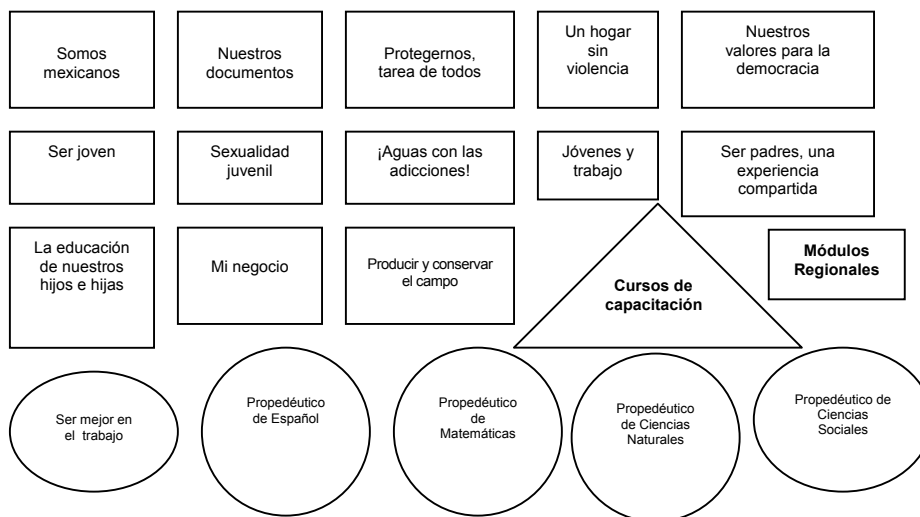 Somos
mexicanos
Nuestros
documentos
Protegernos,
tarea de todos
Un hogar
sin
violencia
Nuestros
valores para la
democracia
Ser joven
Sexualidad
juvenil
¡Aguas con las
adicciones!
Jóvenes y
trabajo
Ser padres, una
experiencia
compartida
La educación
de nuestros
hijos e hijas
Mi negocio
Producir y conservar
el campo
Cursos de
capacitación
Módulos
Regionales
Ser mejor en
el trabajo
Propedéutico
de Español
Propedéutico
de
Matemáticas
Propedéutico
de Ciencias
Naturales
Propedéutico de
Ciencias
Sociales